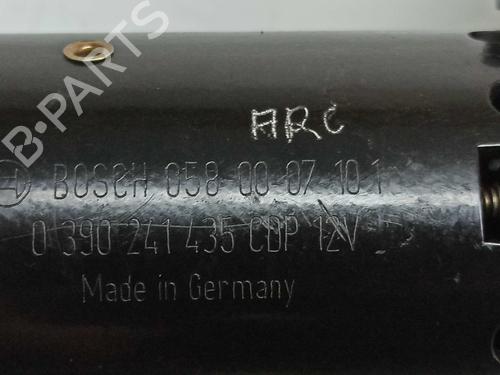 B-PARTS
ARC
BOSCH 058 00-07 10 1
0 390 241 435 CDP 12V
Made in Germany